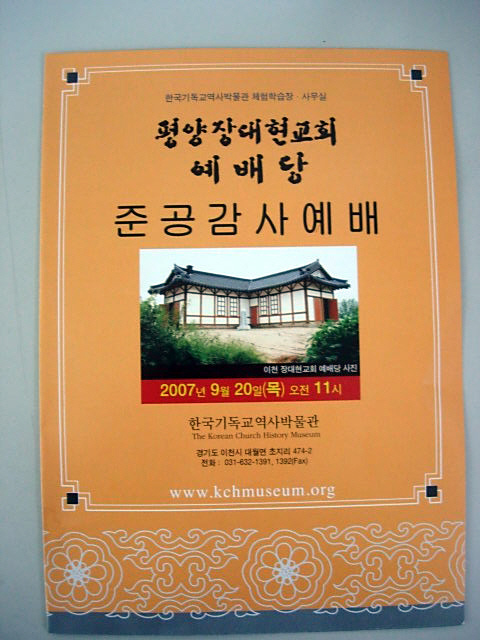 한국기독교역사박물관 체험학습장 · 사무실
평양장대현교회
예배당
준공감사예배
이천 장대현교회 예배당 사진
2007년 9월 20일(목) 오전 11시
한국기독교역사박물관
The Korean Church History Museum
경기도 이천시 대월면 초지리 474-2
전화 : 031-632-1391, 1392(Fax)
www.kchmuseum.org